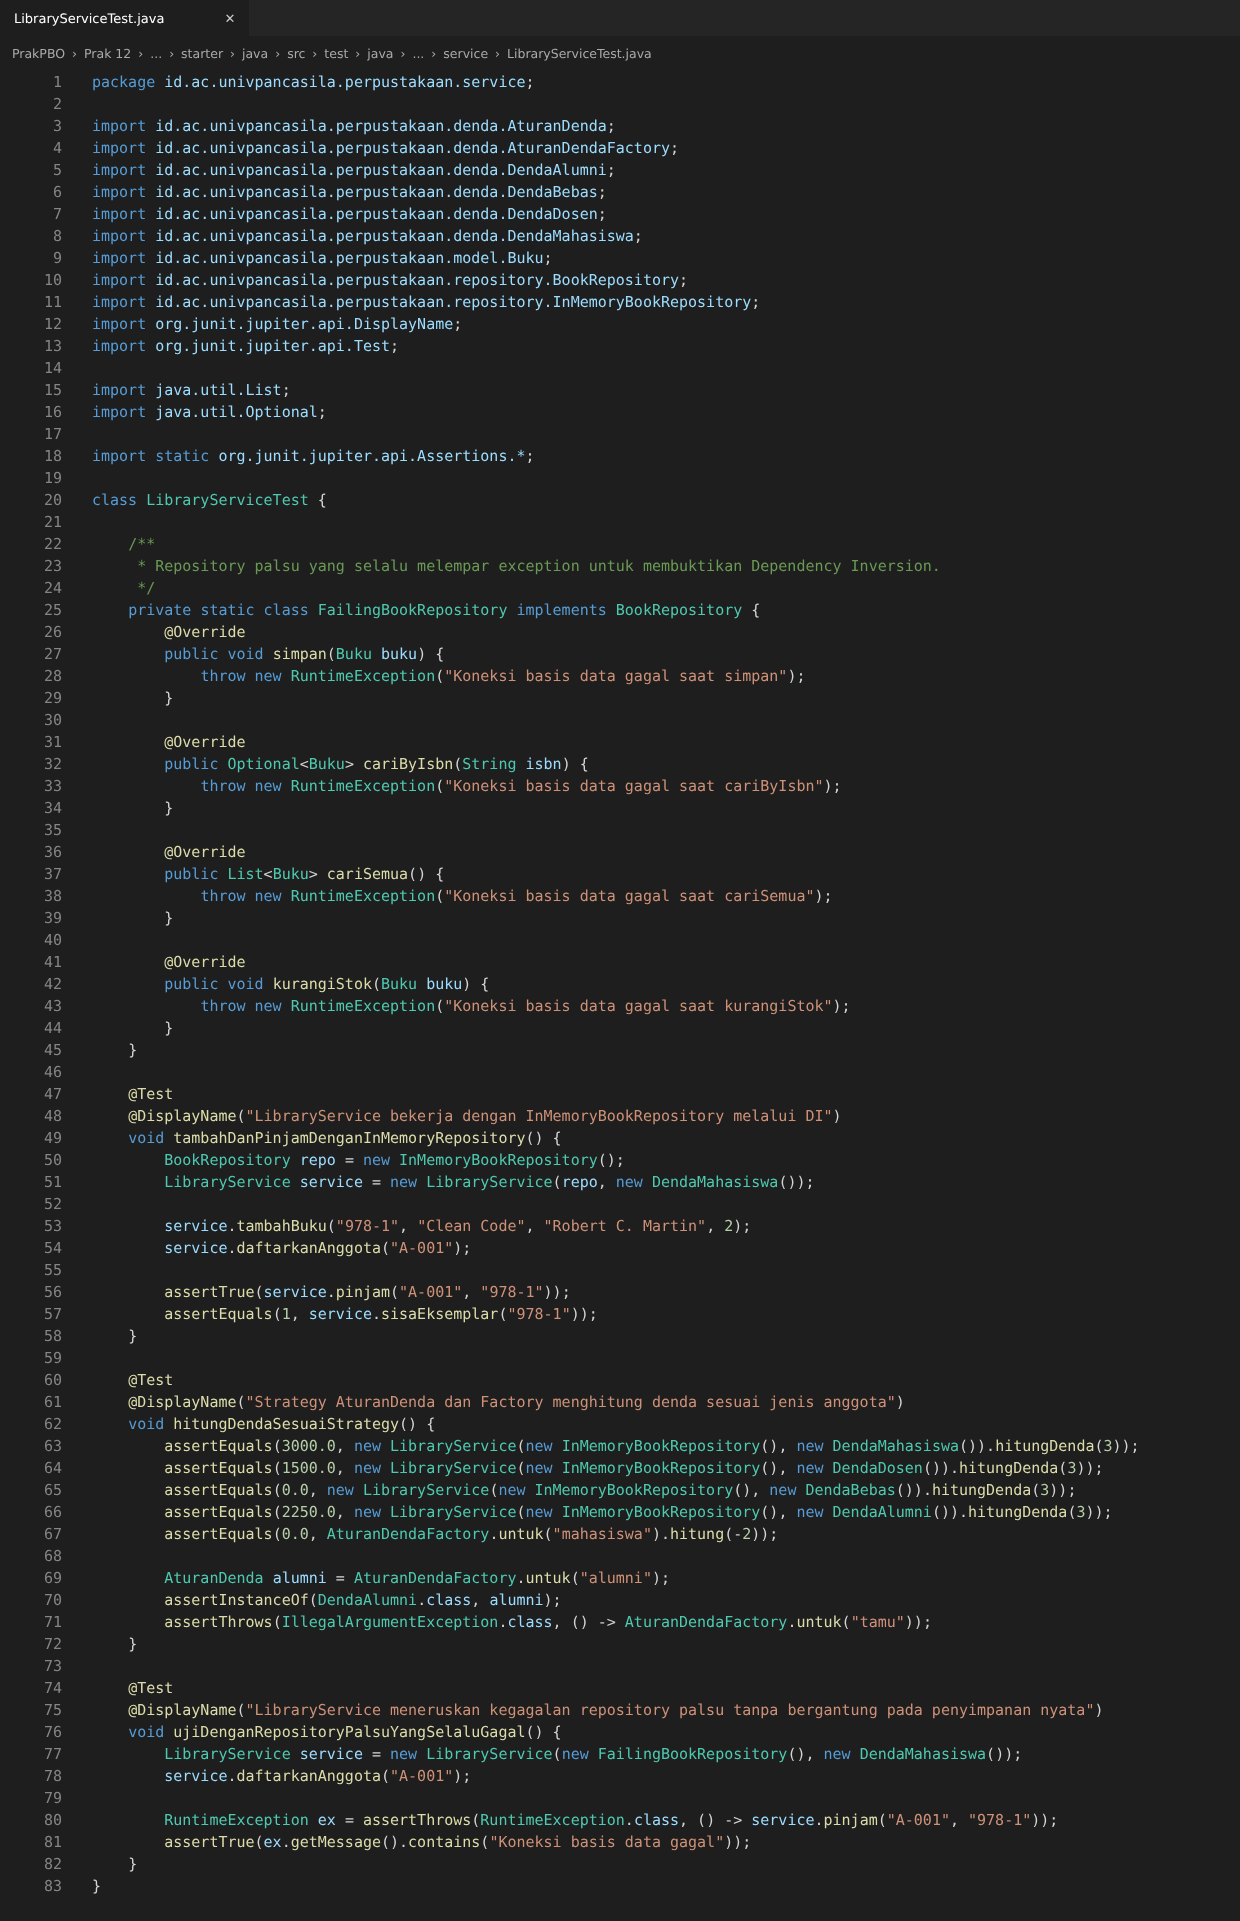 LibraryServiceTest.java ×
PrakPBO › Prak 12 › ... › starter › java › src › test › java › ... › service › LibraryServiceTest.java
1 package id.ac.univpancasila.perpustakaan.service;
2
3 import id.ac.univpancasila.perpustakaan.denda.AturanDenda;
4 import id.ac.univpancasila.perpustakaan.denda.AturanDendaFactory;
5 import id.ac.univpancasila.perpustakaan.denda.DendaAlumni;
6 import id.ac.univpancasila.perpustakaan.denda.DendaBebas;
7 import id.ac.univpancasila.perpustakaan.denda.DendaDosen;
8 import id.ac.univpancasila.perpustakaan.denda.DendaMahasiswa;
9 import id.ac.univpancasila.perpustakaan.model.Buku;
10 import id.ac.univpancasila.perpustakaan.repository.BookRepository;
11 import id.ac.univpancasila.perpustakaan.repository.InMemoryBookRepository;
12 import org.junit.jupiter.api.DisplayName;
13 import org.junit.jupiter.api.Test;
14
15 import java.util.List;
16 import java.util.Optional;
17
18 import static org.junit.jupiter.api.Assertions.*;
19
20 class LibraryServiceTest {
21
22     /**
23      * Repository palsu yang selalu melempar exception untuk membuktikan Dependency Inversion.
24      */
25     private static class FailingBookRepository implements BookRepository {
26         @Override
27         public void simpan(Buku buku) {
28             throw new RuntimeException("Koneksi basis data gagal saat simpan");
29         }
30
31         @Override
32         public Optional<Buku> cariByIsbn(String isbn) {
33             throw new RuntimeException("Koneksi basis data gagal saat cariByIsbn");
34         }
35
36         @Override
37         public List<Buku> cariSemua() {
38             throw new RuntimeException("Koneksi basis data gagal saat cariSemua");
39         }
40
41         @Override
42         public void kurangiStok(Buku buku) {
43             throw new RuntimeException("Koneksi basis data gagal saat kurangiStok");
44         }
45     }
46
47     @Test
48     @DisplayName("LibraryService bekerja dengan InMemoryBookRepository melalui DI")
49     void tambahDanPinjamDenganInMemoryRepository() {
50         BookRepository repo = new InMemoryBookRepository();
51         LibraryService service = new LibraryService(repo, new DendaMahasiswa());
52
53         service.tambahBuku("978-1", "Clean Code", "Robert C. Martin", 2);
54         service.daftarkanAnggota("A-001");
55
56         assertTrue(service.pinjam("A-001", "978-1"));
57         assertEquals(1, service.sisaEksemplar("978-1"));
58     }
59
60     @Test
61     @DisplayName("Strategy AturanDenda dan Factory menghitung denda sesuai jenis anggota")
62     void hitungDendaSesuaiStrategy() {
63         assertEquals(3000.0, new LibraryService(new InMemoryBookRepository(), new DendaMahasiswa()).hitungDenda(3));
64         assertEquals(1500.0, new LibraryService(new InMemoryBookRepository(), new DendaDosen()).hitungDenda(3));
65         assertEquals(0.0, new LibraryService(new InMemoryBookRepository(), new DendaBebas()).hitungDenda(3));
66         assertEquals(2250.0, new LibraryService(new InMemoryBookRepository(), new DendaAlumni()).hitungDenda(3));
67         assertEquals(0.0, AturanDendaFactory.untuk("mahasiswa").hitung(-2));
68
69         AturanDenda alumni = AturanDendaFactory.untuk("alumni");
70         assertInstanceOf(DendaAlumni.class, alumni);
71         assertThrows(IllegalArgumentException.class, () -> AturanDendaFactory.untuk("tamu"));
72     }
73
74     @Test
75     @DisplayName("LibraryService meneruskan kegagalan repository palsu tanpa bergantung pada penyimpanan nyata")
76     void ujiDenganRepositoryPalsuYangSelaluGagal() {
77         LibraryService service = new LibraryService(new FailingBookRepository(), new DendaMahasiswa());
78         service.daftarkanAnggota("A-001");
79
80         RuntimeException ex = assertThrows(RuntimeException.class, () -> service.pinjam("A-001", "978-1"));
81         assertTrue(ex.getMessage().contains("Koneksi basis data gagal"));
82     }
83 }